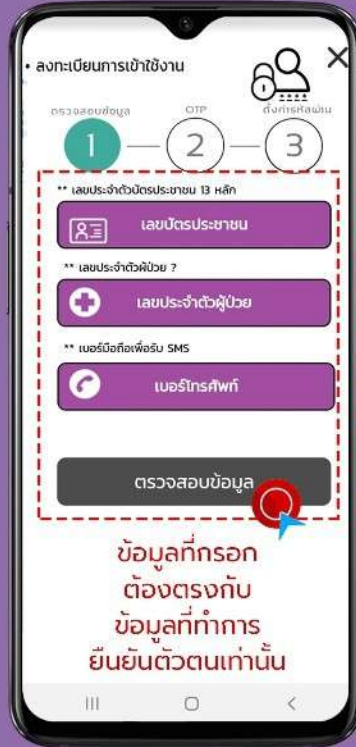 • ลงทะเบียนการเข้าใช้งาน
ตรวจสอบข้อมูล OTP ตั้งค่ารหัสผ่าน
1 2 3
** เลขประจำตัวบัตรประชาชน 13 หลัก
เลขบัตรประชาชน
** เลขประจำตัวผู้ป่วย ?
เลขประจำตัวผู้ป่วย
** เบอร์มือถือเพื่อรับ SMS
เบอร์โทรศัพท์
ตรวจสอบข้อมูล
ข้อมูลที่กรอก
ต้องตรงกับ
ข้อมูลที่ทำการ
ยืนยันตัวตนเท่านั้น